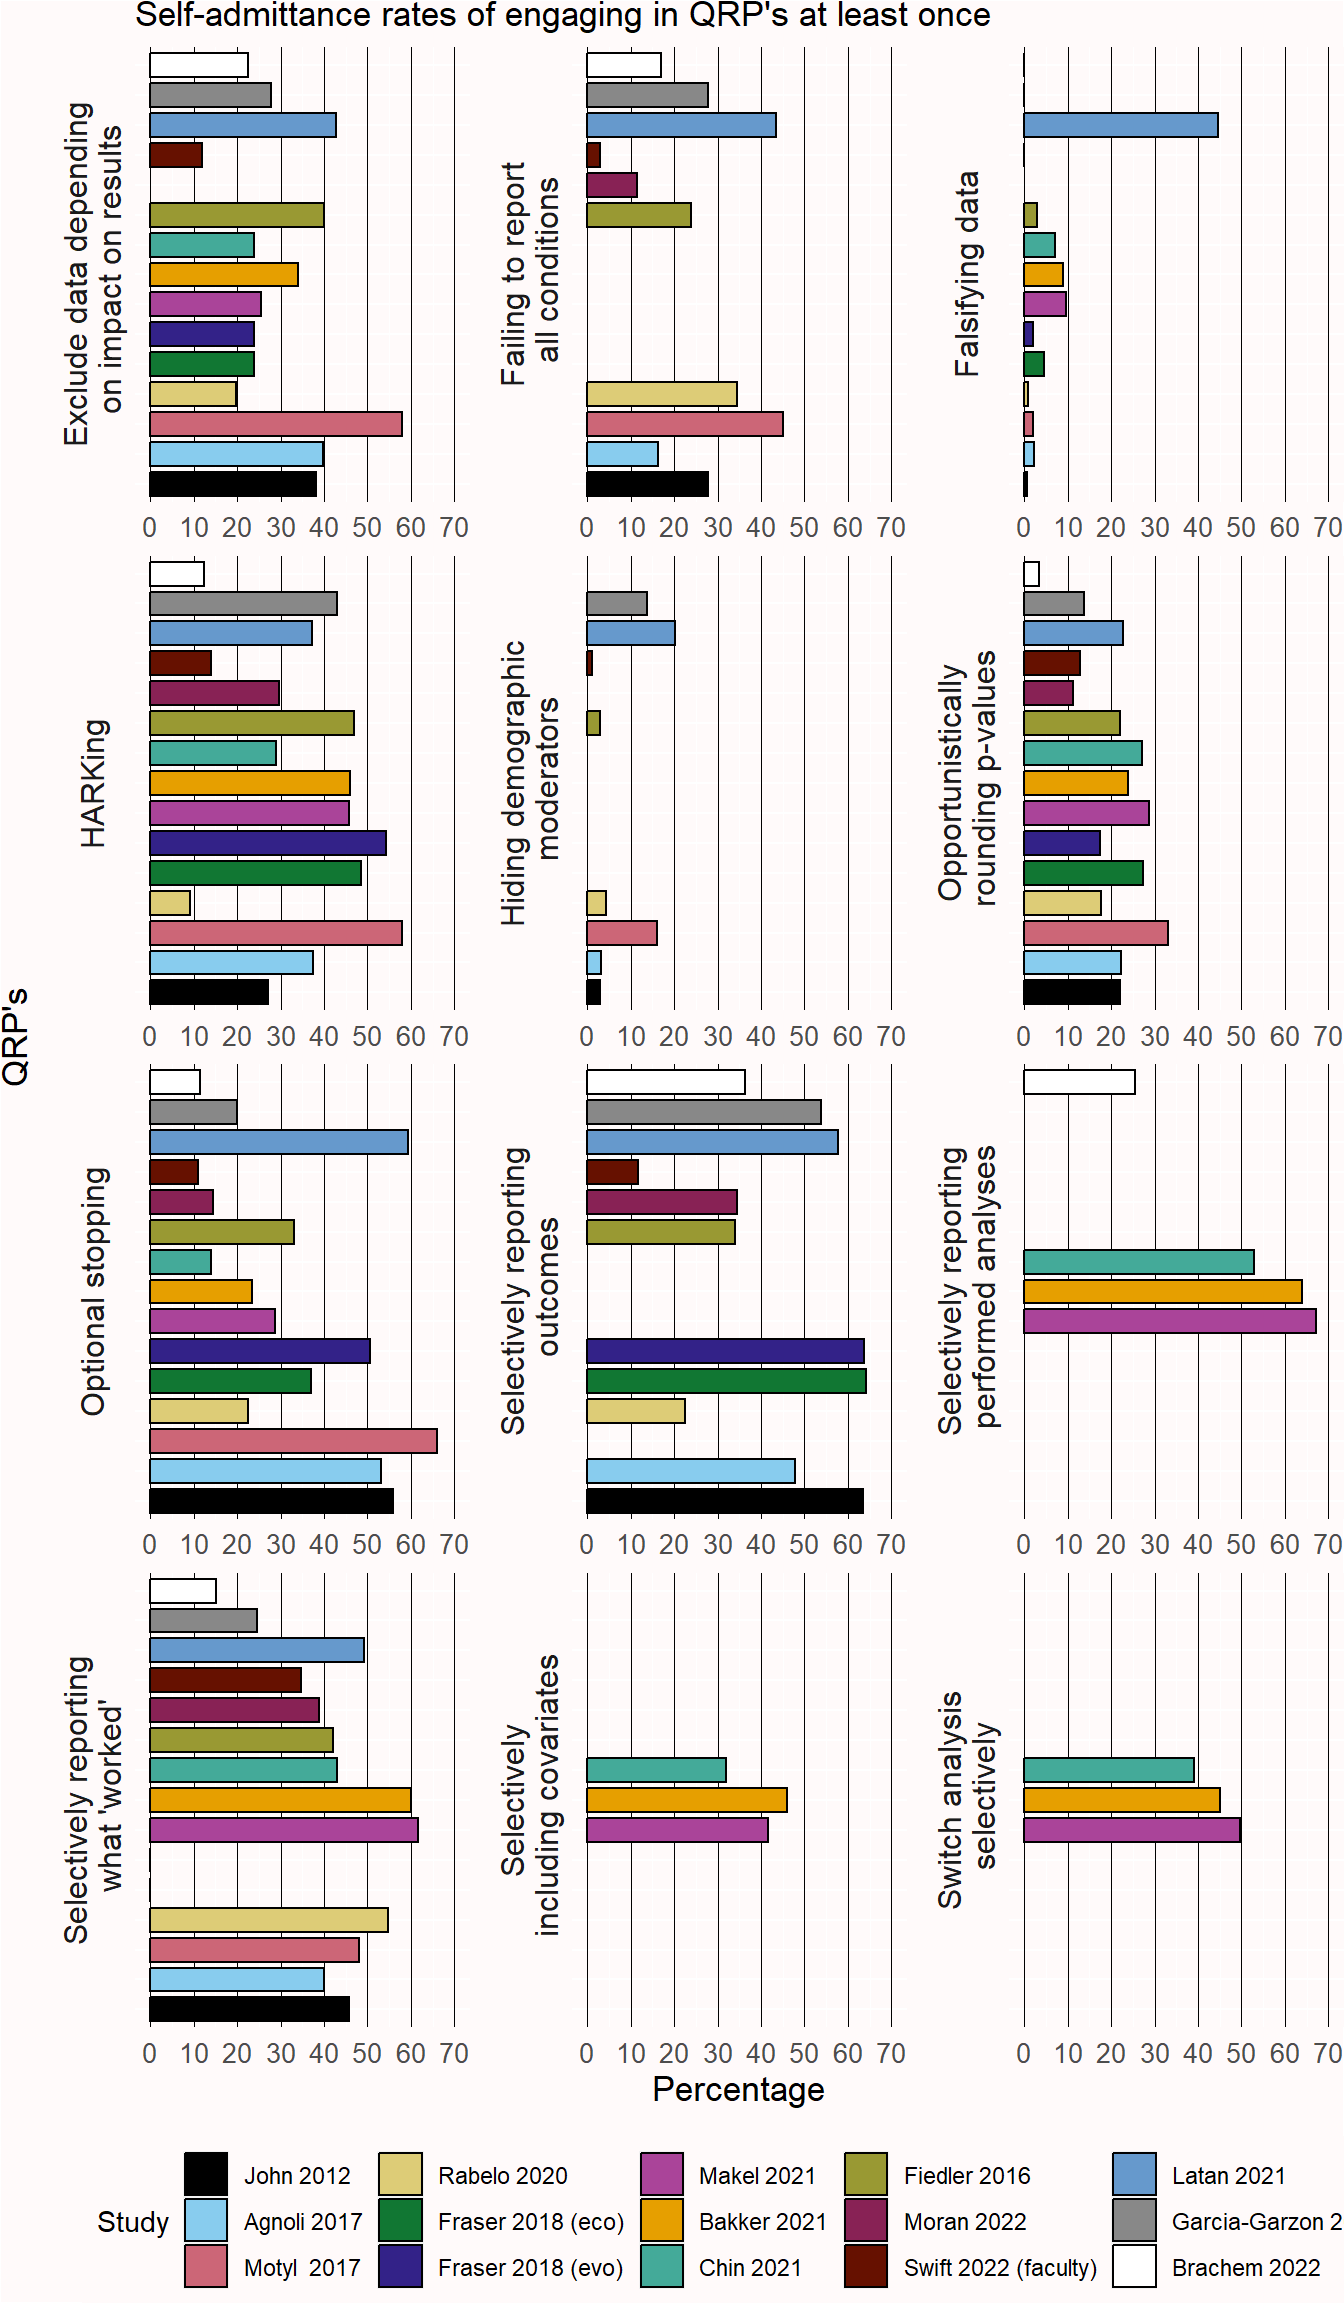 Self-admittance rates of engaging in QRP's at least once
QRP's
Exclude data depending
on impact on results
0 10 20 30 40 50 60 70
Failing to report
all conditions
0 10 20 30 40 50 60 70
Falsifying data
0 10 20 30 40 50 60 70
HARKing
0 10 20 30 40 50 60 70
Hiding demographic
moderators
0 10 20 30 40 50 60 70
Opportunistically
rounding p-values
0 10 20 30 40 50 60 70
Optional stopping
0 10 20 30 40 50 60 70
Selectively reporting
outcomes
0 10 20 30 40 50 60 70
Selectively reporting
performed analyses
0 10 20 30 40 50 60 70
Selectively reporting
what 'worked'
0 10 20 30 40 50 60 70
Selectively
including covariates
0 10 20 30 40 50 60 70
Switch analysis
selectively
0 10 20 30 40 50 60 70
Percentage
Study
John 2012
Agnoli 2017
Motyl 2017
Rabelo 2020
Fraser 2018 (eco)
Fraser 2018 (evo)
Makel 2021
Bakker 2021
Chin 2021
Fiedler 2016
Moran 2022
Swift 2022 (faculty)
Latan 2021
Garcia-Garzon 2
Brachem 2022